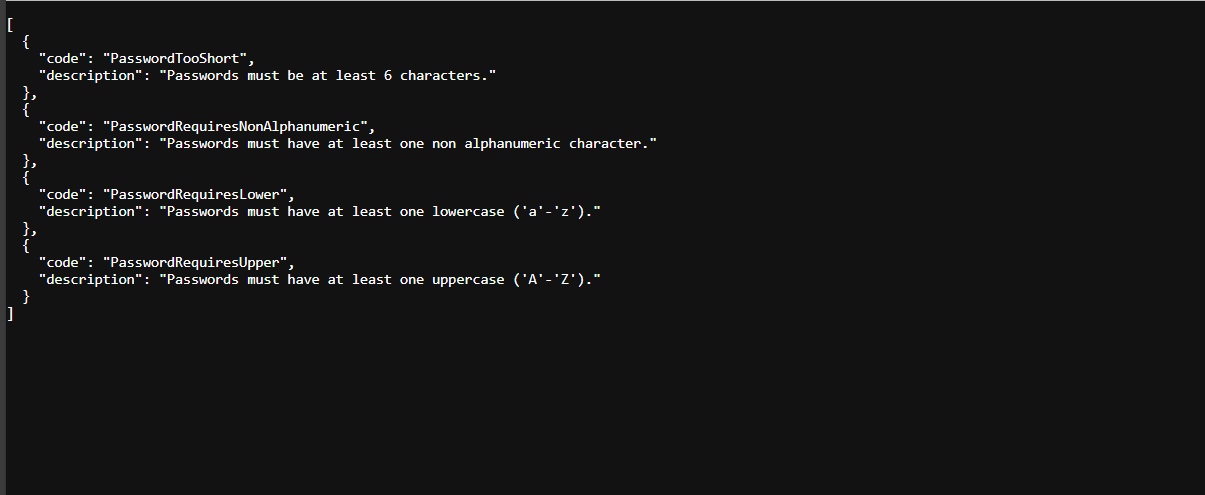 [
  {
    "code": "PasswordTooShort",
    "description": "Passwords must be at least 6 characters."
  },
  {
    "code": "PasswordRequiresNonAlphanumeric",
    "description": "Passwords must have at least one non alphanumeric character."
  },
  {
    "code": "PasswordRequiresLower",
    "description": "Passwords must have at least one lowercase ('a'-'z')."
  },
  {
    "code": "PasswordRequiresUpper",
    "description": "Passwords must have at least one uppercase ('A'-'Z')."
  }
]